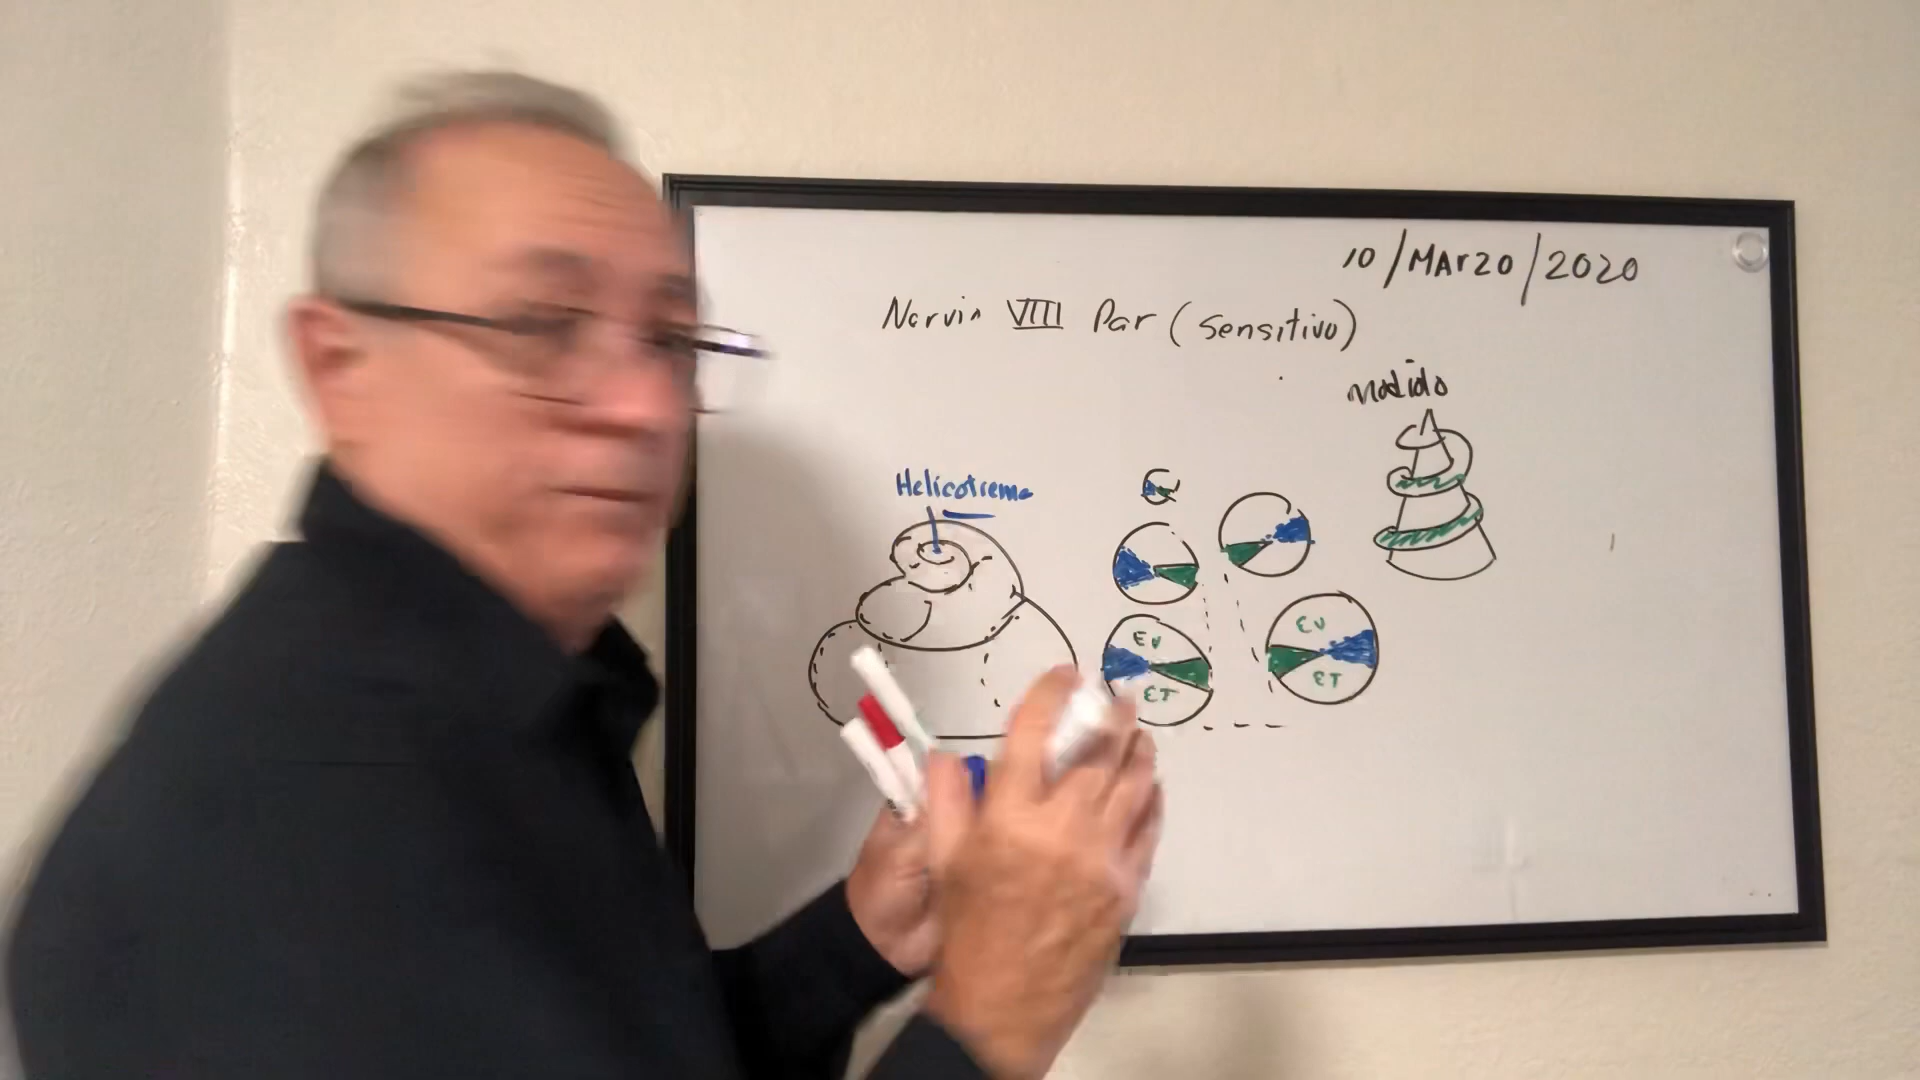 10/MARZO/2020
Nervio VIII Par (Sensitivo)
Modiolo
Helicotrema
EV
ET
EV
ET